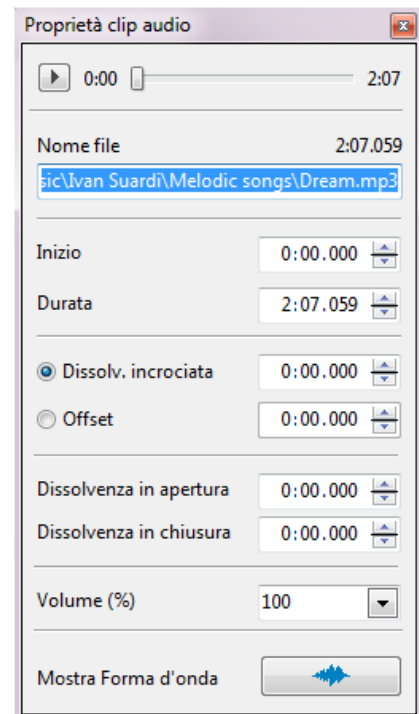 Proprietà clip audio
0:00 2:07
Nome file 2:07.059
sic\Ivan Suardi\Melodic songs\Dream.mp3
Inizio 0:00.000
Durata 2:07.059
Dissolv. incrociata 0:00.000
Offset 0:00.000
Dissolvenza in apertura 0:00.000
Dissolvenza in chiusura 0:00.000
Volume (%) 100
Mostra Forma d'onda